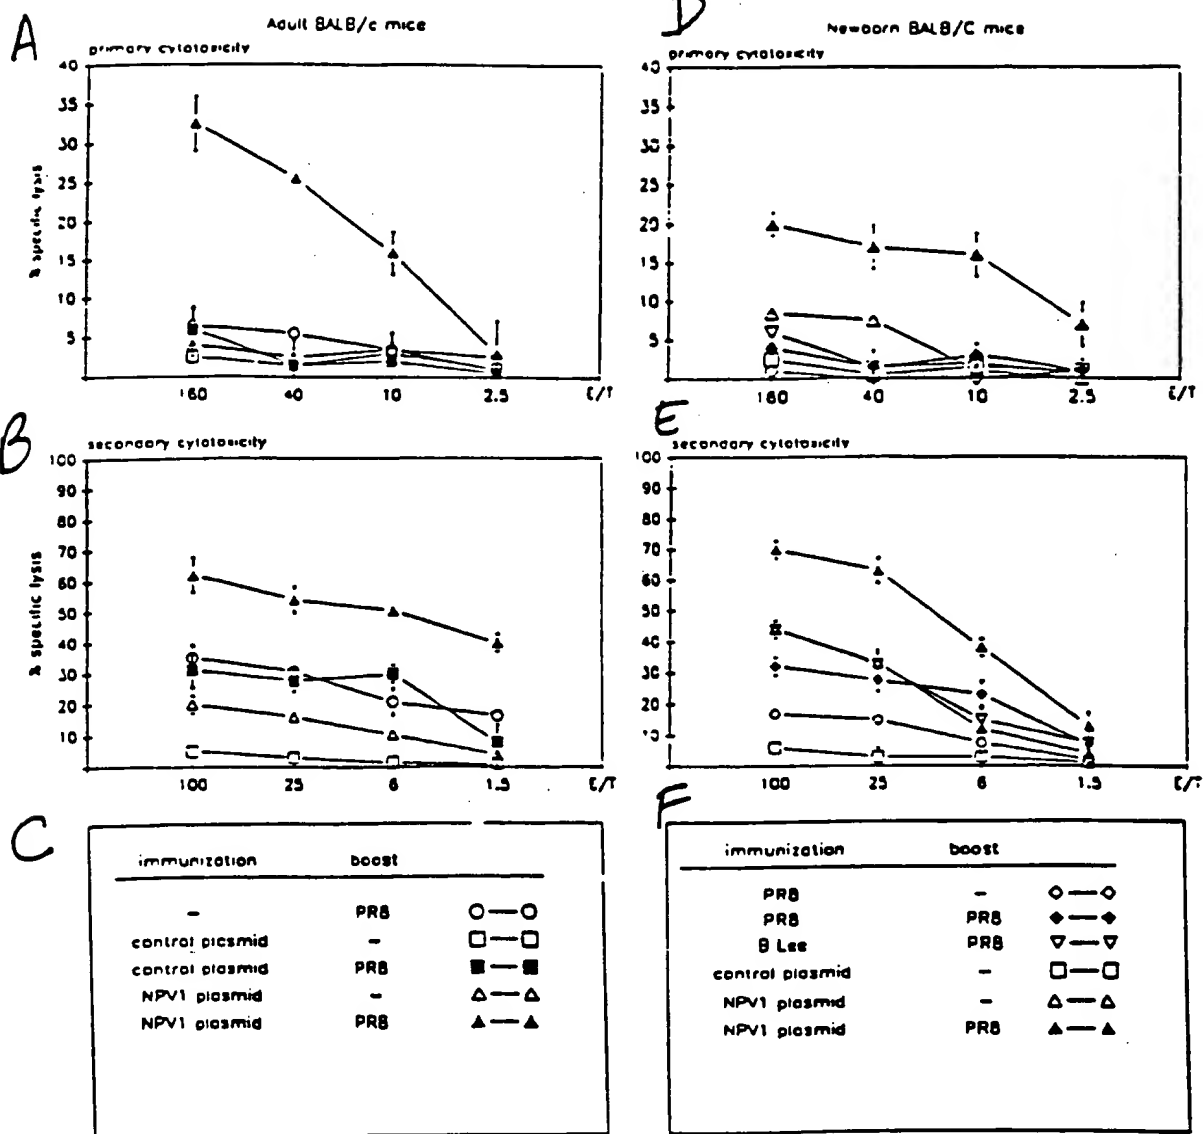 A
Adult BALB/c mice
primary cytotoxicity
40
35
30
25
20
15
10
5
% specific lysis
160 40 10 2.5 E/T
D
Newborn BALB/C mice
primary cytotoxicity
40
35
30
25
20
15
10
5
160 40 10 2.5 E/T
B
secondary cytotoxicity
100
90
80
70
60
50
40
30
20
10
% specific lysis
100 25 6 1.5 E/T
E
secondary cytotoxicity
100
90
80
70
60
50
40
30
20
10
100 25 6 1.5 E/T
C
immunization boost
– PR8
control plasmid –
control plasmid PR8
NPV1 plasmid –
NPV1 plasmid PR8
F
immunization boost
PR8 –
PR8 PR8
B Lee PR8
control plasmid –
NPV1 plasmid –
NPV1 plasmid PR8